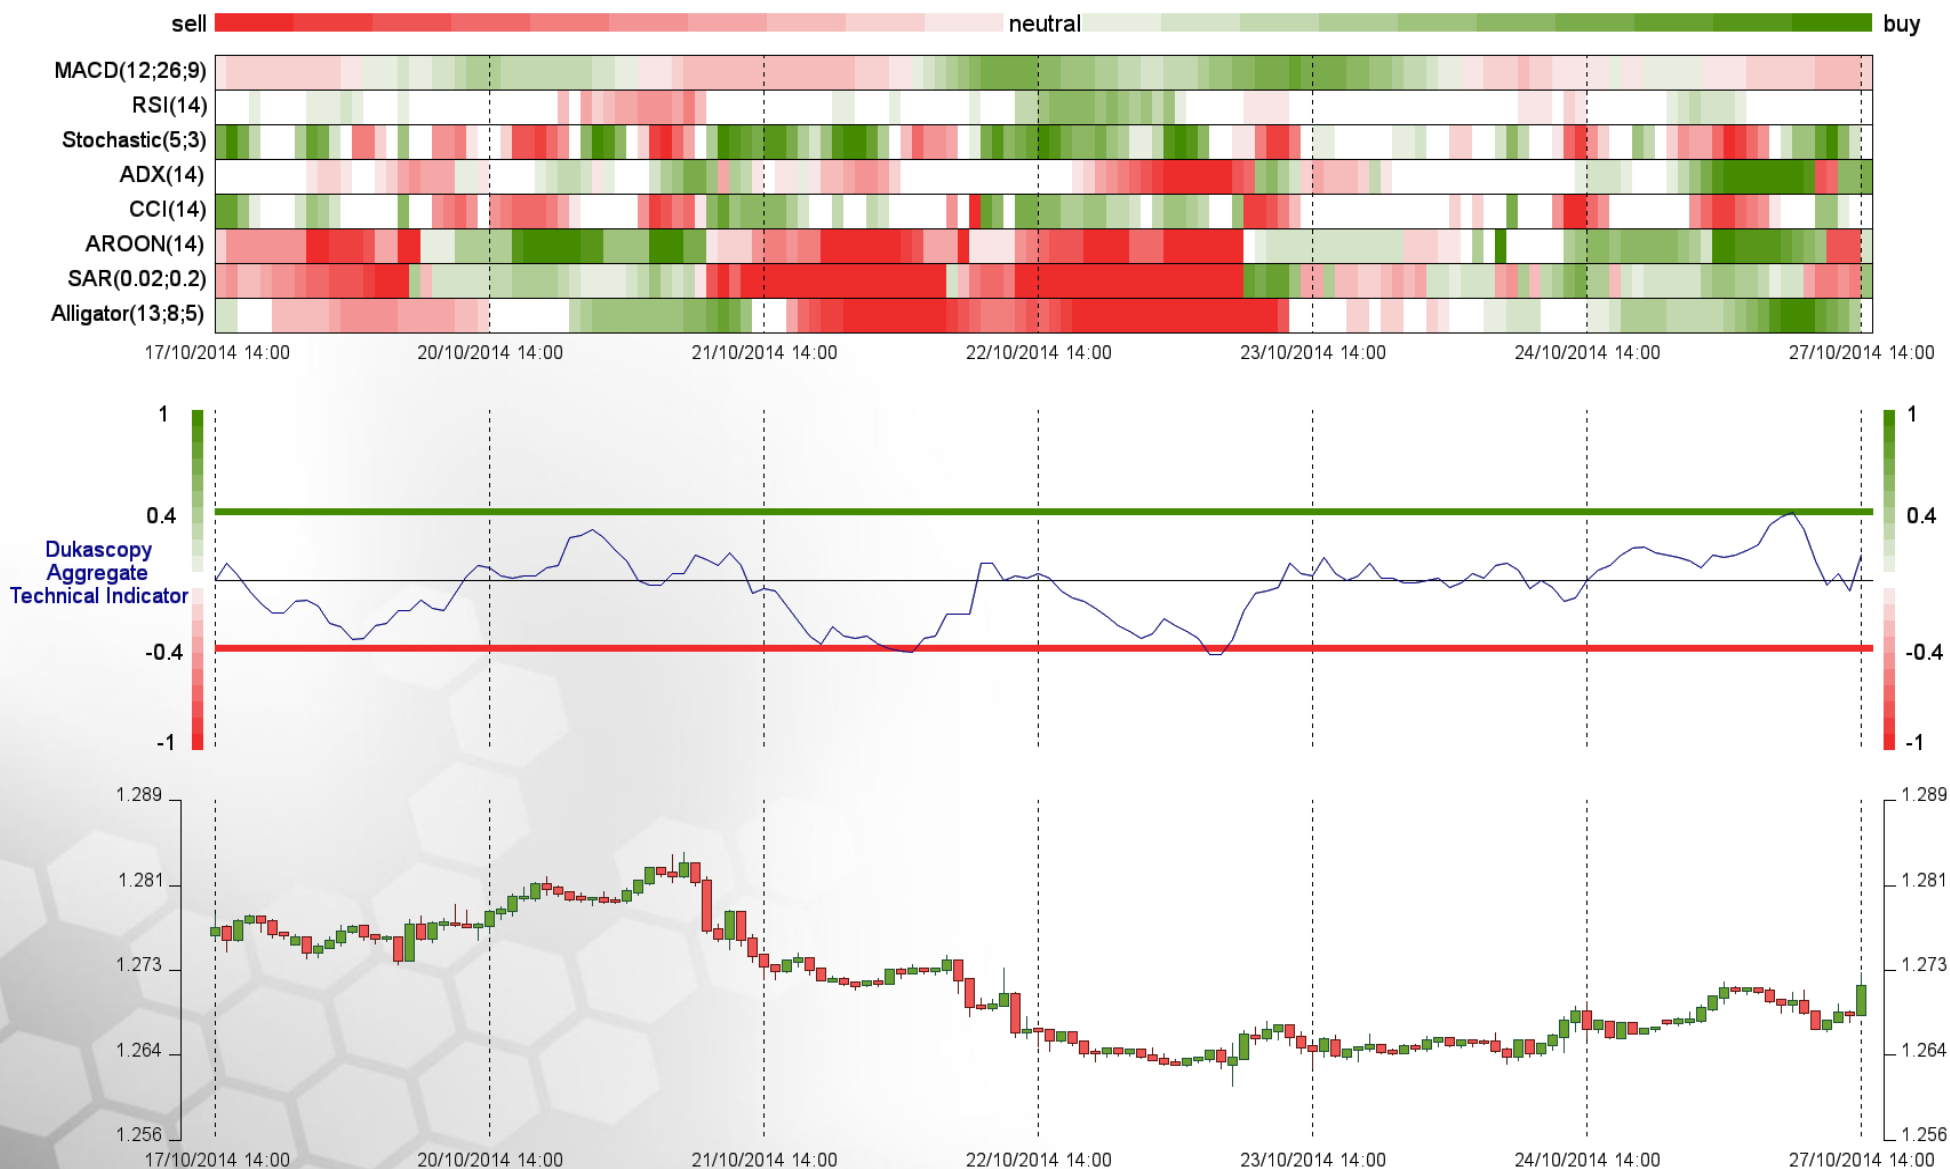 sell neutral buy
MACD(12;26;9)
RSI(14)
Stochastic(5;3)
ADX(14)
CCI(14)
AROON(14)
SAR(0.02;0.2)
Alligator(13;8;5)
17/10/2014 14:00 20/10/2014 14:00 21/10/2014 14:00 22/10/2014 14:00 23/10/2014 14:00 24/10/2014 14:00 27/10/2014 14:00
1 1
0.4 0.4
Dukascopy
Aggregate
Technical Indicator
-0.4 -0.4
-1 -1
1.289 1.289
1.281 1.281
1.273 1.273
1.264 1.264
1.256 1.256
17/10/2014 14:00 20/10/2014 14:00 21/10/2014 14:00 22/10/2014 14:00 23/10/2014 14:00 24/10/2014 14:00 27/10/2014 14:00